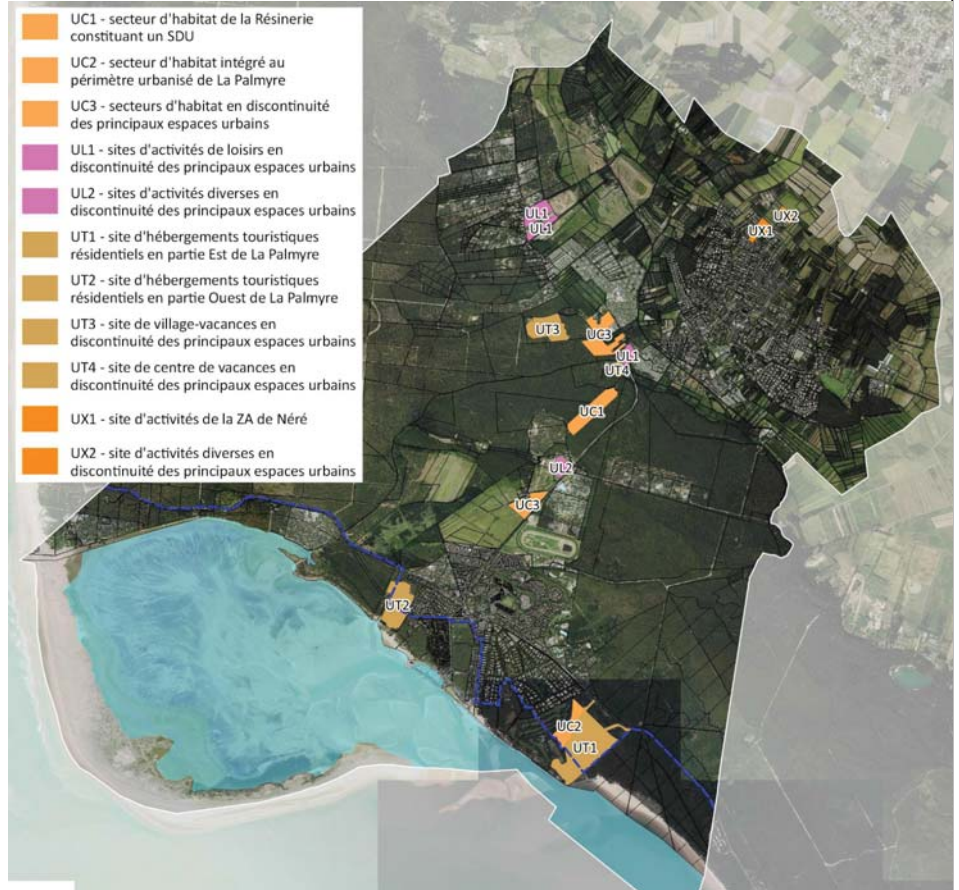 UC1 - secteur d'habitat de la Résinerie
constituant un SDU
UC2 - secteur d'habitat intégré au
périmètre urbanisé de La Palmyre
UC3 - secteurs d'habitat en discontinuité
des principaux espaces urbains
UL1 - sites d'activités de loisirs en
discontinuité des principaux espaces urbains
UL2 - sites d'activités diverses en
discontinuité des principaux espaces urbains
UT1 - site d'hébergements touristiques
résidentiels en partie Est de La Palmyre
UT2 - site d'hébergements touristiques
résidentiels en partie Ouest de La Palmyre
UT3 - site de village-vacances en
discontinuité des principaux espaces urbains
UT4 - site de centre de vacances en
discontinuité des principaux espaces urbains
UX1 - site d'activités de la ZA de Néré
UX2 - site d'activités diverses en
discontinuité des principaux espaces urbains
UL1
UL1
UX2
UX1
UT3
UC3
UL1
UT4
UC1
UL2
UC3
UT2
UC2
UT1